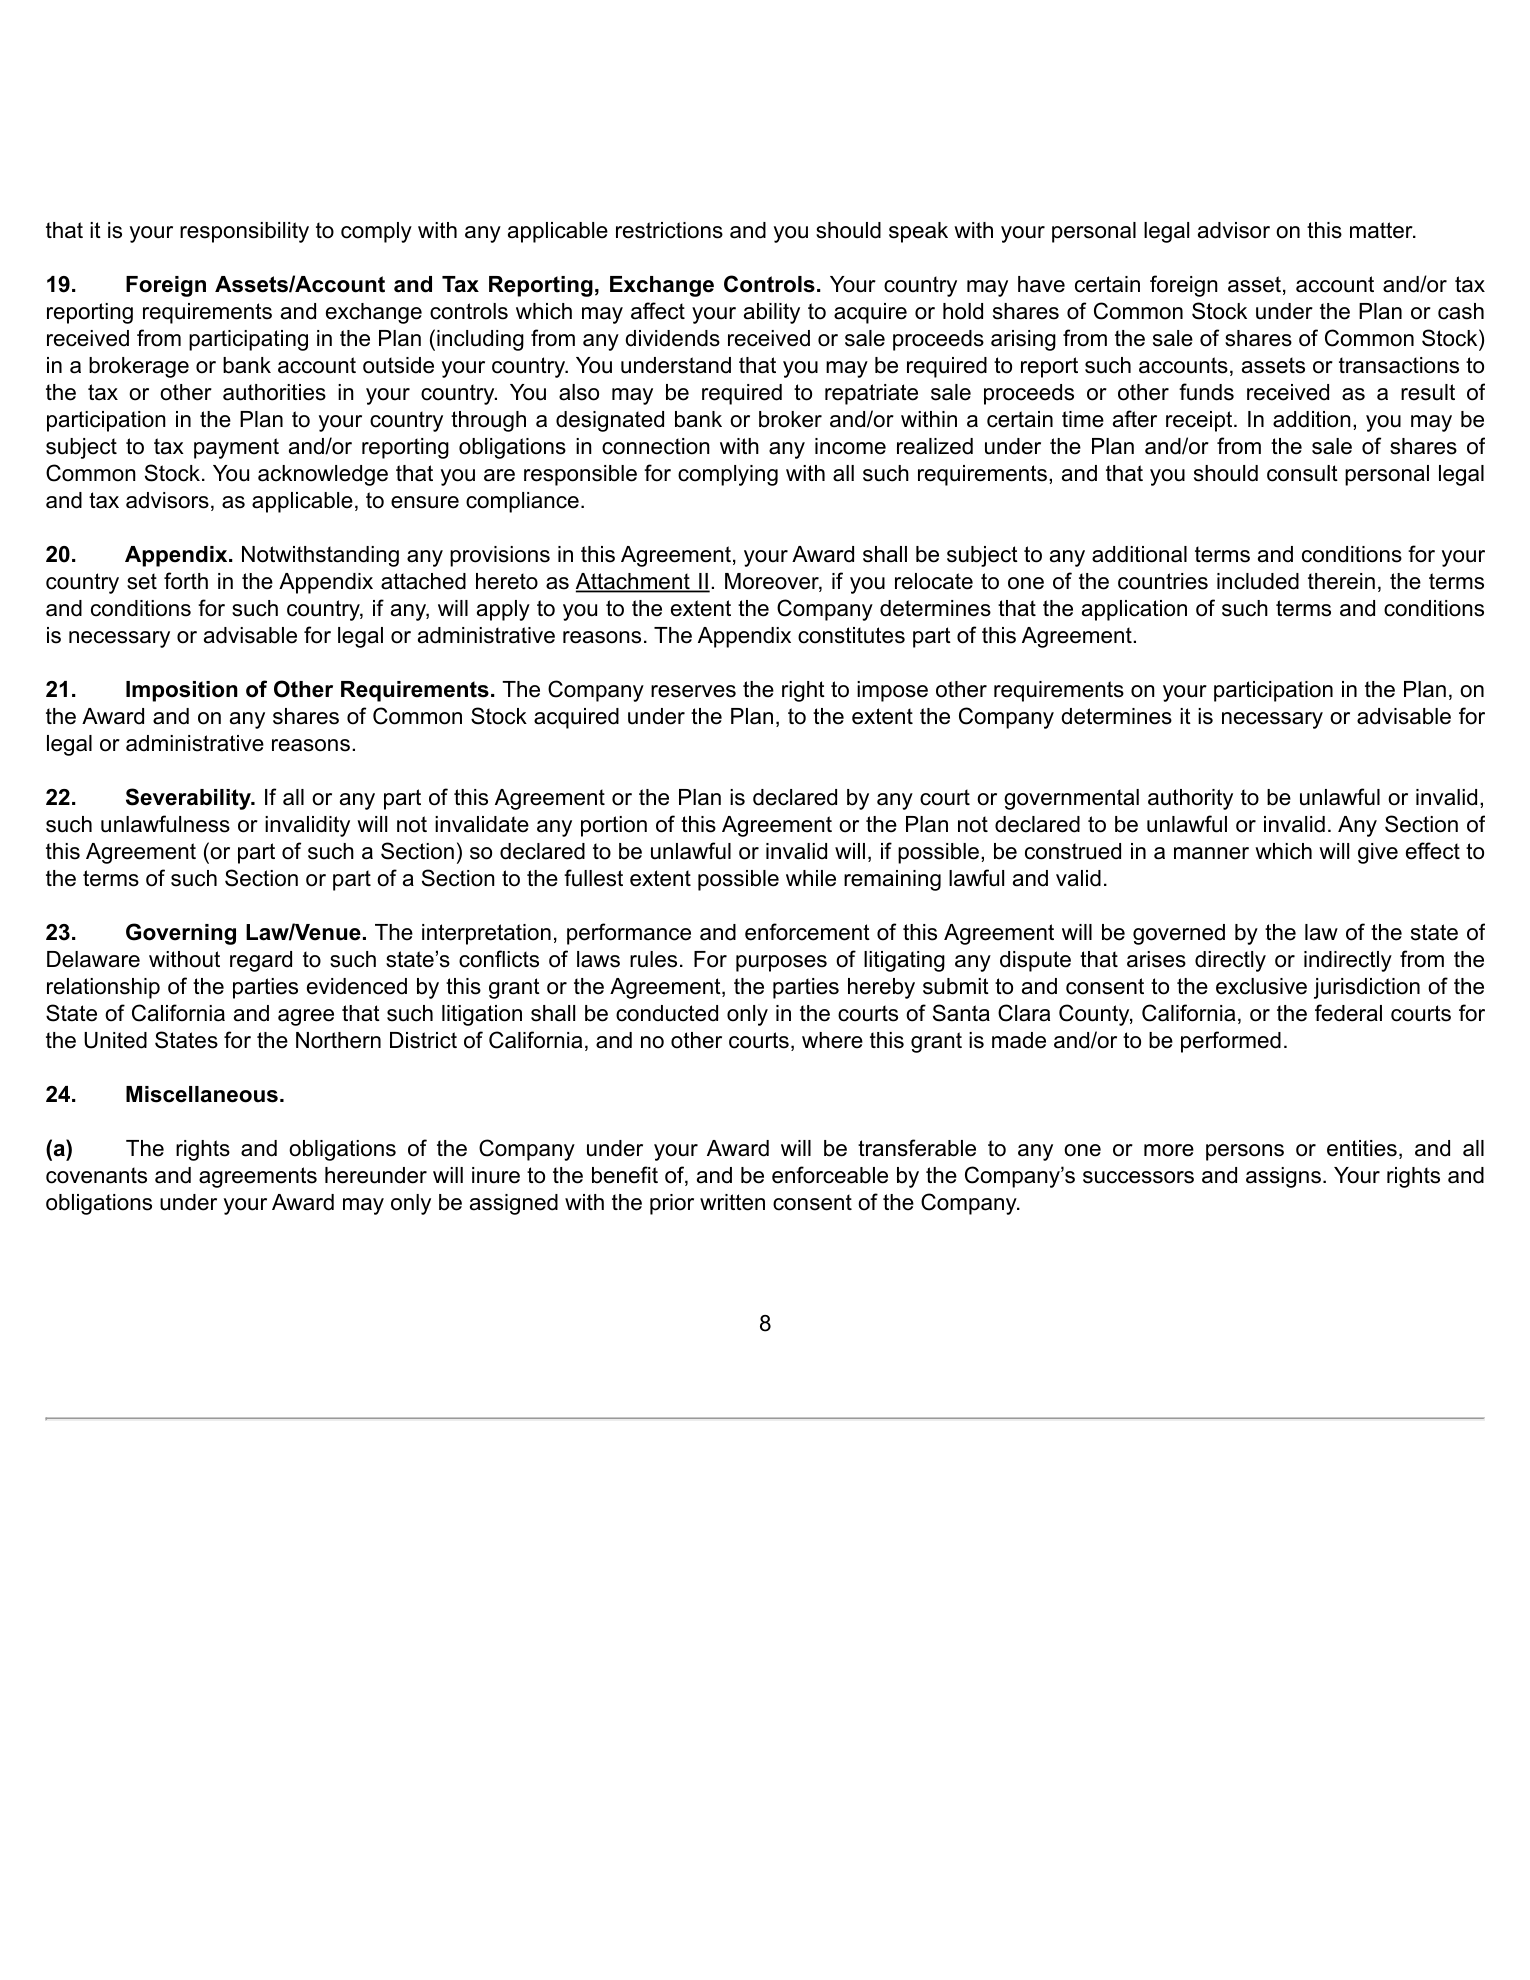 that it is your responsibility to comply with any applicable restrictions and you should speak with your personal legal advisor on this matter.
19. Foreign Assets/Account and Tax Reporting, Exchange Controls. Your country may have certain foreign asset, account and/or tax
reporting requirements and exchange controls which may affect your ability to acquire or hold shares of Common Stock under the Plan or cash
received from participating in the Plan (including from any dividends received or sale proceeds arising from the sale of shares of Common Stock)
in a brokerage or bank account outside your country. You understand that you may be required to report such accounts, assets or transactions to
the tax or other authorities in your country. You also may be required to repatriate sale proceeds or other funds received as a result of
participation in the Plan to your country through a designated bank or broker and/or within a certain time after receipt. In addition, you may be
subject to tax payment and/or reporting obligations in connection with any income realized under the Plan and/or from the sale of shares of
Common Stock. You acknowledge that you are responsible for complying with all such requirements, and that you should consult personal legal
and tax advisors, as applicable, to ensure compliance.
20. Appendix. Notwithstanding any provisions in this Agreement, your Award shall be subject to any additional terms and conditions for your
country set forth in the Appendix attached hereto as Attachment II. Moreover, if you relocate to one of the countries included therein, the terms
and conditions for such country, if any, will apply to you to the extent the Company determines that the application of such terms and conditions
is necessary or advisable for legal or administrative reasons. The Appendix constitutes part of this Agreement.
21. Imposition of Other Requirements. The Company reserves the right to impose other requirements on your participation in the Plan, on
the Award and on any shares of Common Stock acquired under the Plan, to the extent the Company determines it is necessary or advisable for
legal or administrative reasons.
22. Severability. If all or any part of this Agreement or the Plan is declared by any court or governmental authority to be unlawful or invalid,
such unlawfulness or invalidity will not invalidate any portion of this Agreement or the Plan not declared to be unlawful or invalid. Any Section of
this Agreement (or part of such a Section) so declared to be unlawful or invalid will, if possible, be construed in a manner which will give effect to
the terms of such Section or part of a Section to the fullest extent possible while remaining lawful and valid.
23. Governing Law/Venue. The interpretation, performance and enforcement of this Agreement will be governed by the law of the state of
Delaware without regard to such state’s conflicts of laws rules. For purposes of litigating any dispute that arises directly or indirectly from the
relationship of the parties evidenced by this grant or the Agreement, the parties hereby submit to and consent to the exclusive jurisdiction of the
State of California and agree that such litigation shall be conducted only in the courts of Santa Clara County, California, or the federal courts for
the United States for the Northern District of California, and no other courts, where this grant is made and/or to be performed.
24. Miscellaneous.
(a) The rights and obligations of the Company under your Award will be transferable to any one or more persons or entities, and all
covenants and agreements hereunder will inure to the benefit of, and be enforceable by the Company’s successors and assigns. Your rights and
obligations under your Award may only be assigned with the prior written consent of the Company.
8